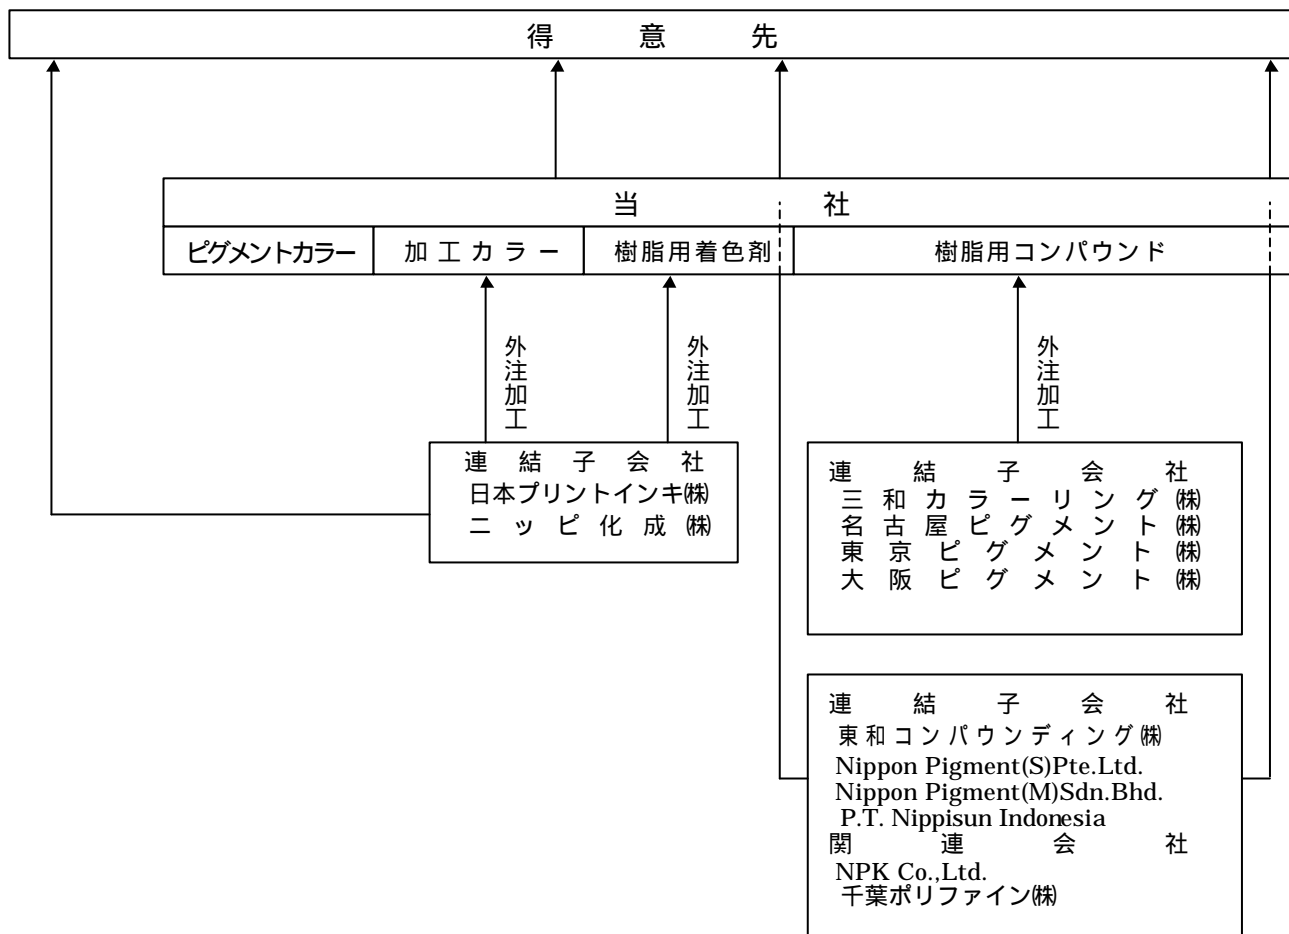 得意先
当社
ピグメントカラー
加工カラー
樹脂用着色剤
樹脂用コンパウンド
外注加工
外注加工
外注加工
連結子会社
日本プリントインキ㈱
ニッピ化成㈱
連結子会社
三和カラーリング㈱
名古屋ピグメント㈱
東京ピグメント㈱
大阪ピグメント㈱
連結子会社
東和コンパウンディング㈱
Nippon Pigment(S)Pte.Ltd.
Nippon Pigment(M)Sdn.Bhd.
P.T. Nippisun Indonesia
関連会社
NPK Co.,Ltd.
千葉ポリファイン㈱